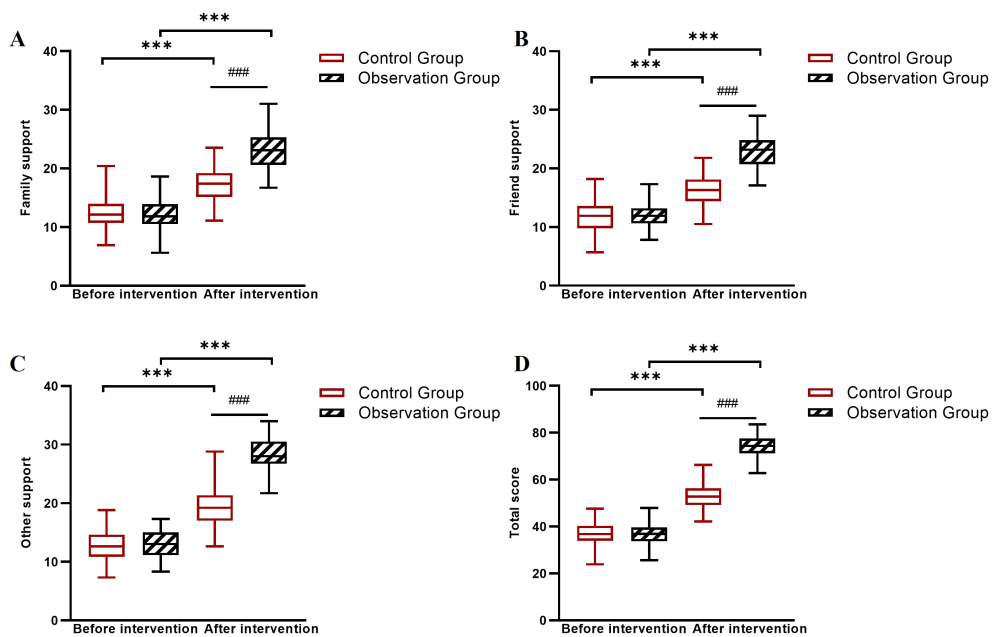 A
***
***
###
Control Group
Observation Group
Family support
40
30
20
10
0
Before intervention
After intervention
B
***
***
###
Control Group
Observation Group
Friend support
40
30
20
10
0
Before intervention
After intervention
C
***
***
###
Control Group
Observation Group
Other support
40
30
20
10
0
Before intervention
After intervention
D
***
***
###
Control Group
Observation Group
Total score
100
80
60
40
20
0
Before intervention
After intervention